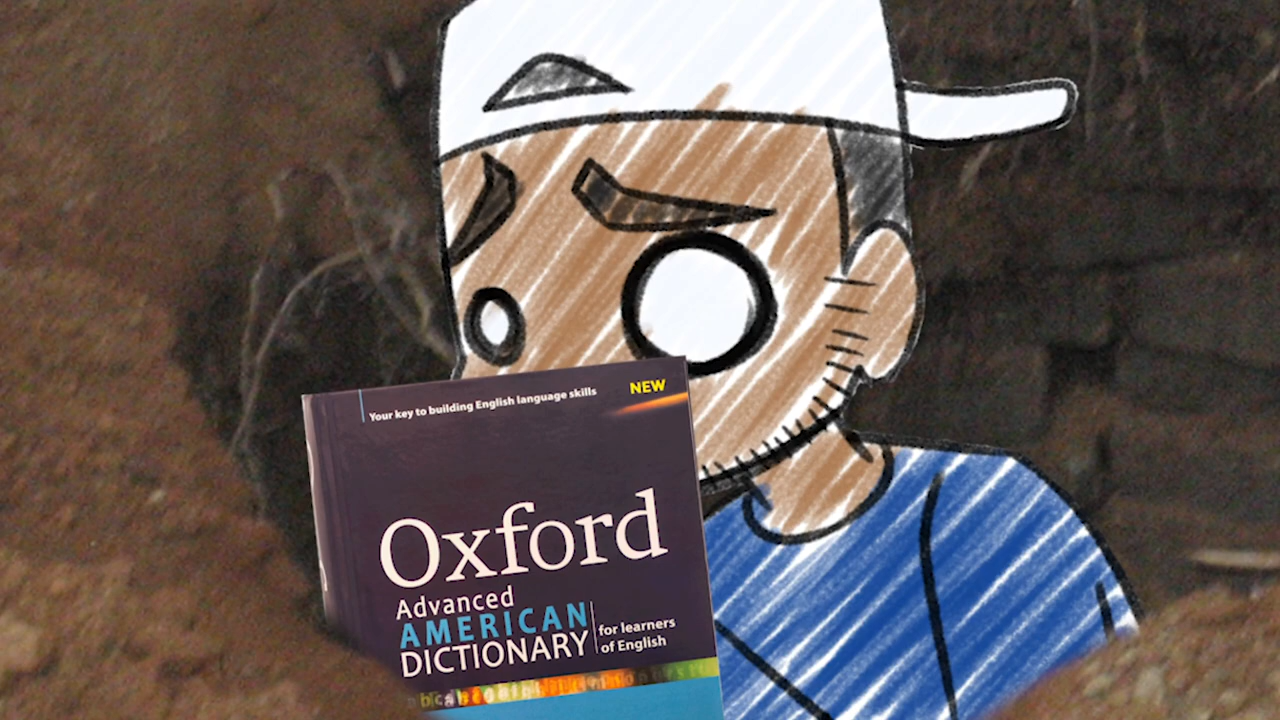 Your key to building English language skills
NEW
Oxford
Advanced
AMERICAN
DICTIONARY
for learners
of English